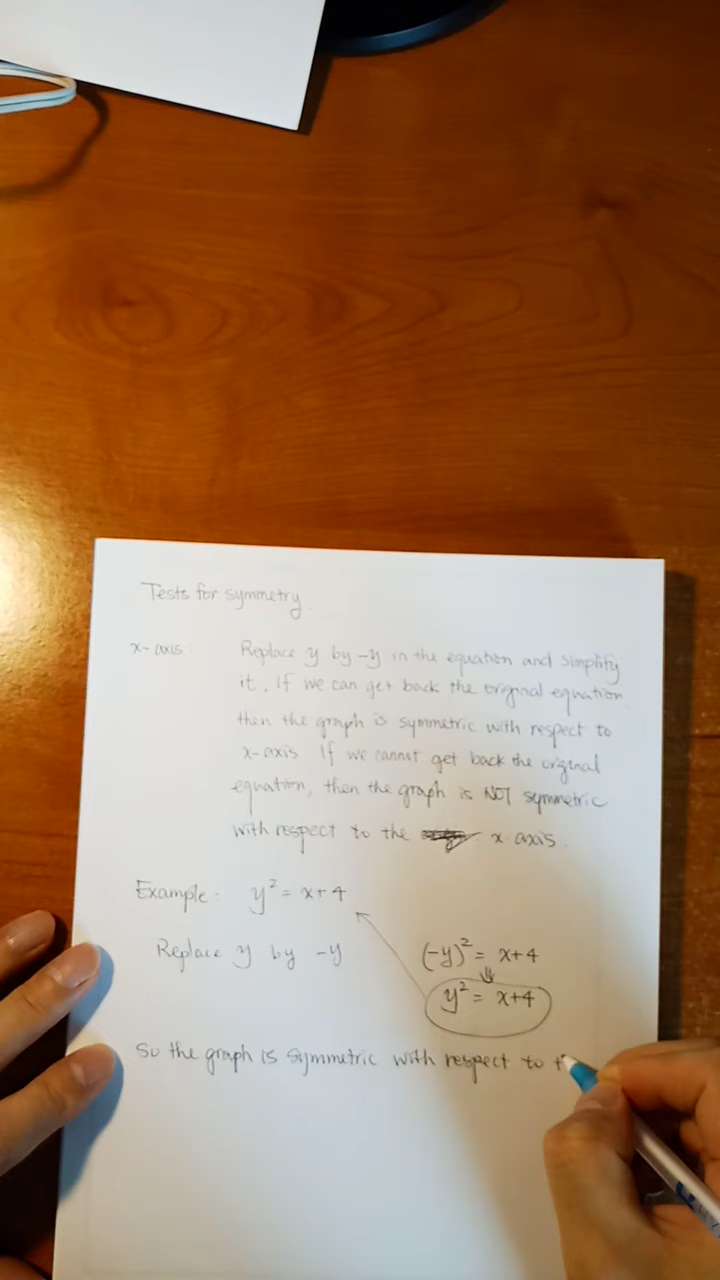 Tests for symmetry
x-axis: Replace y by -y in the equation and simplify
it. If we can get back the original equation
then the graph is symmetric with respect to
x-axis If we cannot get back the original
equation, then the graph is NOT symmetric
with respect to the x-axis.
Example: y² = x+4
Replace y by -y (-y)² = x+4
y² = x+4
So the graph is symmetric with respect to t